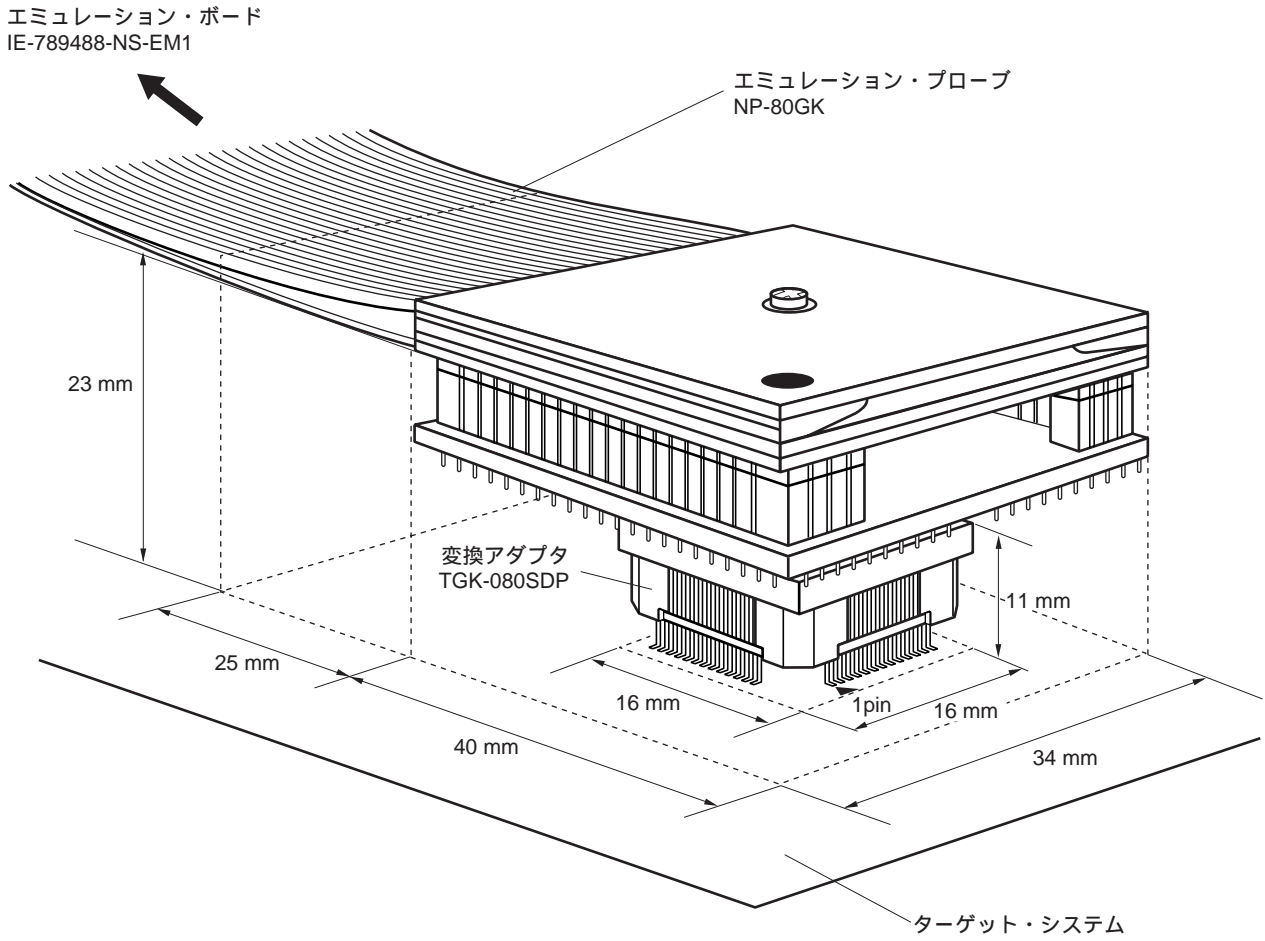 エミュレーション・ボード
IE-789488-NS-EM1
エミュレーション・プローブ
NP-80GK
23 mm
変換アダプタ
TGK-080SDP
11 mm
25 mm
16 mm
1pin
16 mm
40 mm
34 mm
ターゲット・システム